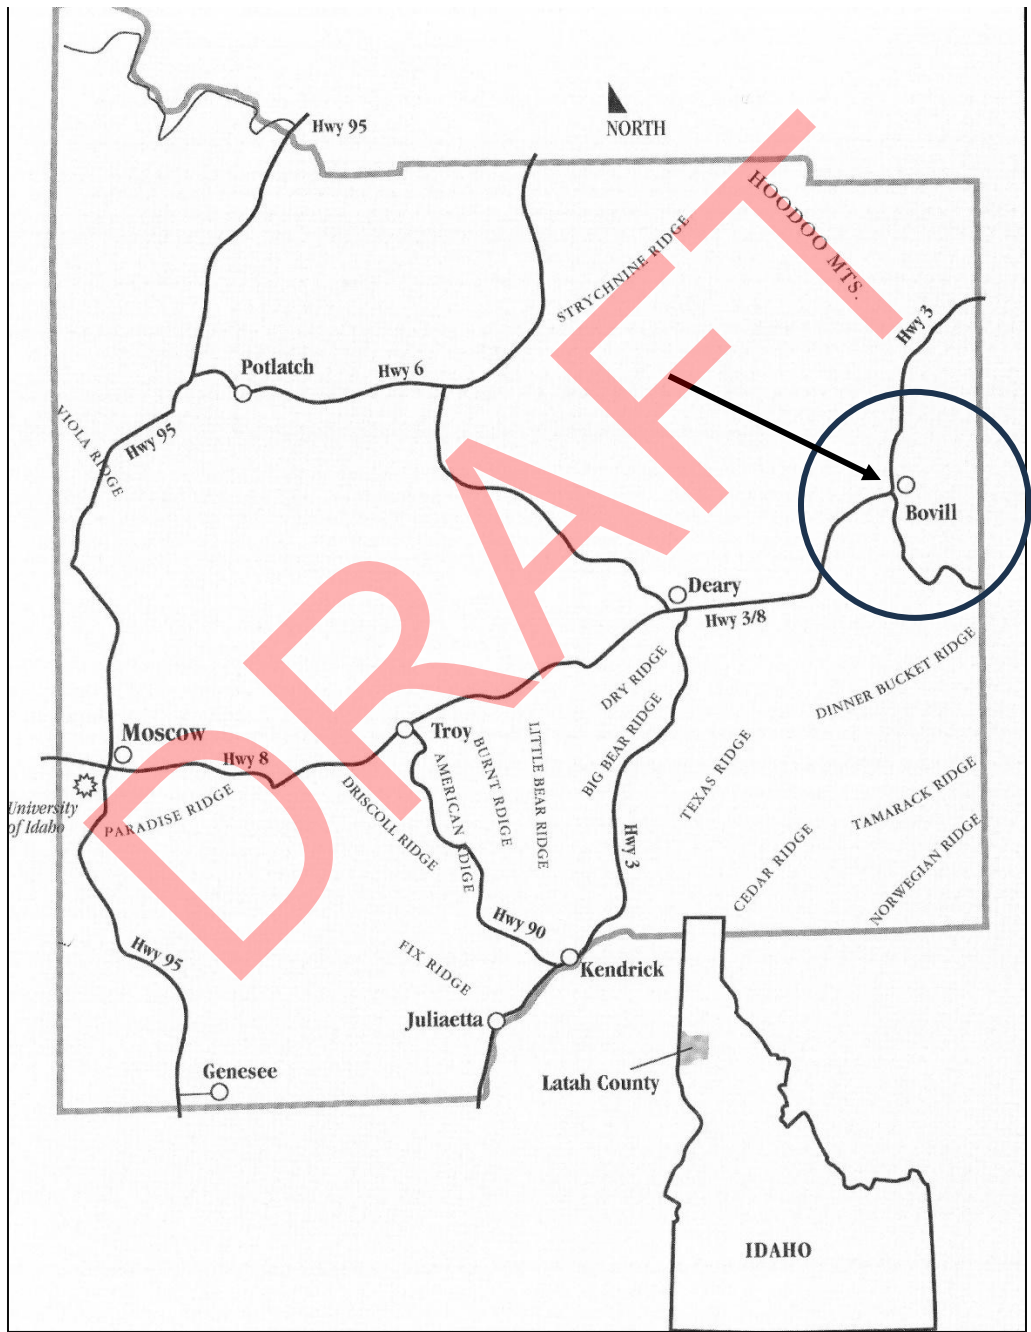 Hwy 95
NORTH
HOODOO MTS.
STRYCHNINE RIDGE
Hwy 3
Potlatch
Hwy 6
VIOLA RIDGE
Hwy 95
Bovill
Deary
Hwy 3/8
DRY RIDGE
DINNER BUCKET RIDGE
Moscow
Troy
Hwy 8
BIG BEAR RIDGE
LITTLE BEAR RIDGE
BURNT RDIGE
AMERICAN RDIGE
DRISCOLL RIDGE
TEXAS RIDGE
University
of Idaho
PARADISE RIDGE
TAMARACK RIDGE
Hwy 3
CEDAR RIDGE
NORWEGIAN RIDGE
Hwy 90
Hwy 95
FIX RIDGE
Kendrick
Juliaetta
Genesee
Latah County
IDAHO
DRAFT